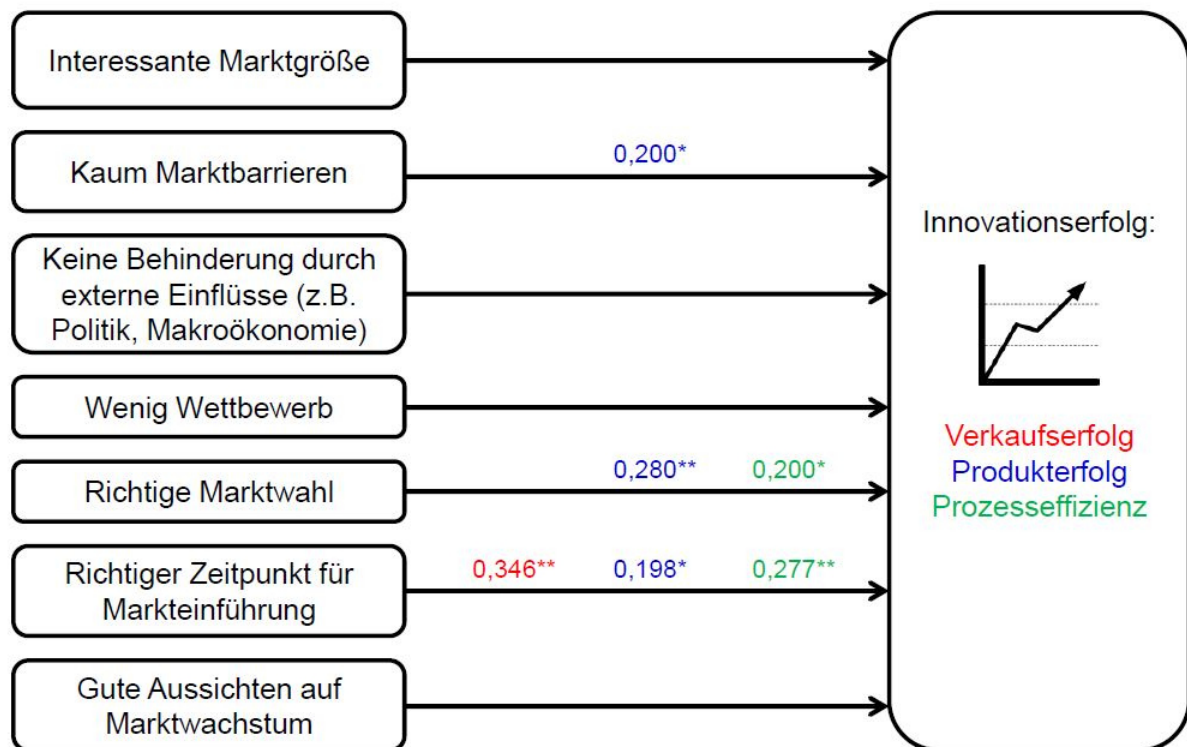 Interessante Marktgröße
Kaum Marktbarrieren
0,200*
Keine Behinderung durch
externe Einflüsse (z.B.
Politik, Makroökonomie)
Wenig Wettbewerb
Richtige Marktwahl
0,280** 0,200*
Richtiger Zeitpunkt für
Markteinführung
0,346** 0,198* 0,277**
Gute Aussichten auf
Marktwachstum
Innovationserfolg:
Verkaufserfolg
Produkterfolg
Prozesseffizienz